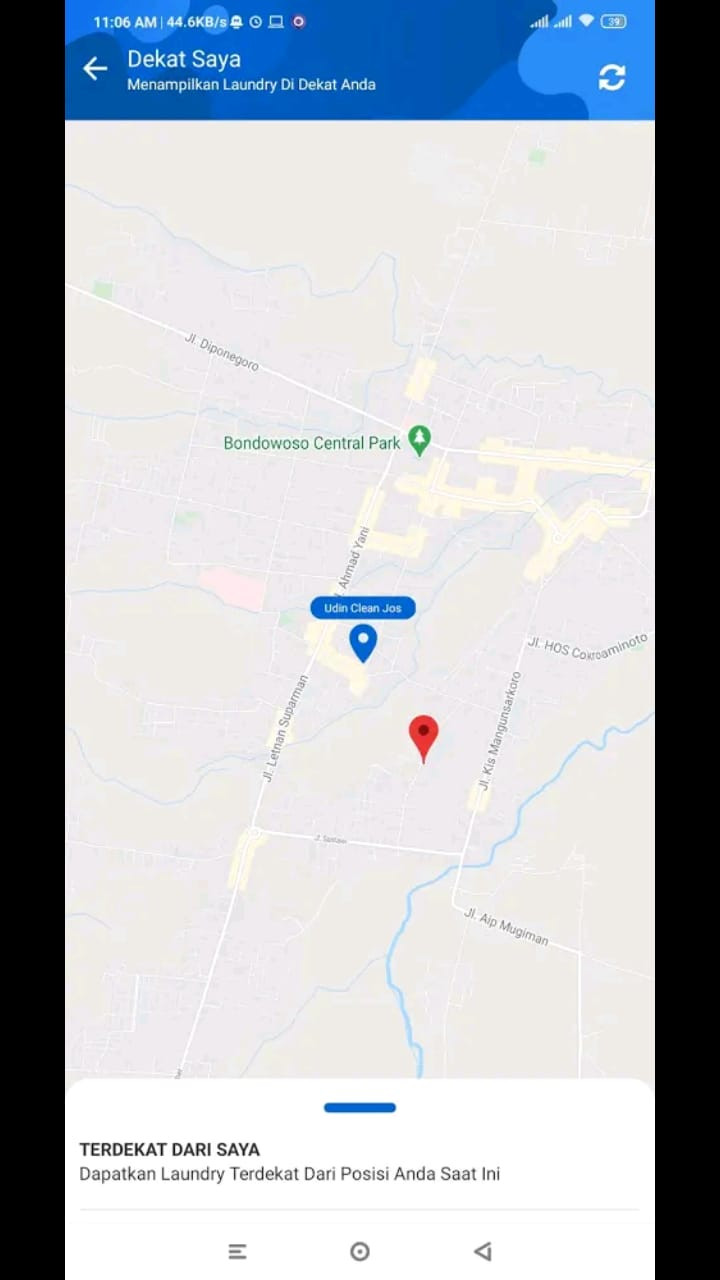 11:06 AM | 44.6KB/s
39
Dekat Saya
Menampilkan Laundry Di Dekat Anda
Jl. Diponegoro
Bondowoso Central Park
Jl. Ahmad Yani
Udin Clean Jos
Jl. HOS Cokroaminoto
Jl. Letnan Suparman
Jl. Kis Mangunsarkoro
Jl. Aip Mugiman
TERDEKAT DARI SAYA
Dapatkan Laundry Terdekat Dari Posisi Anda Saat Ini